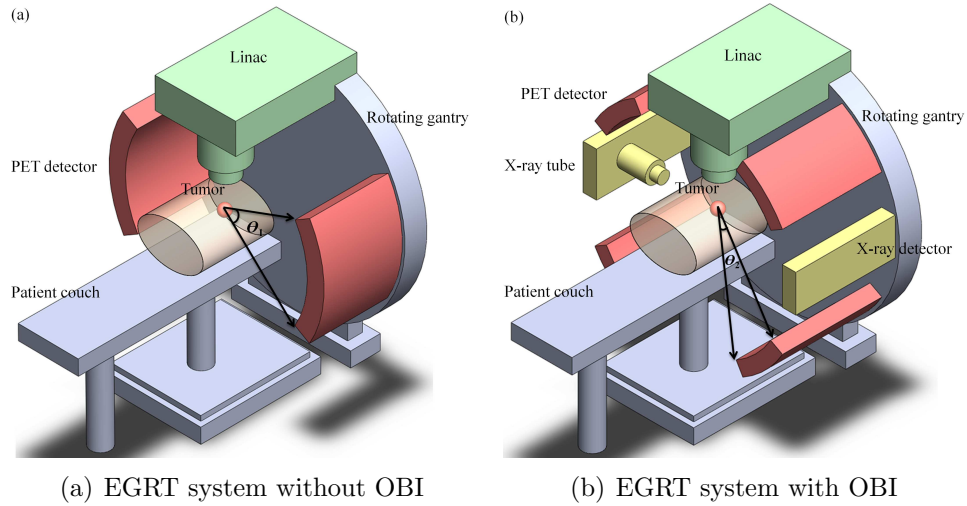 (a)
Linac
Rotating gantry
PET detector
Tumor
θ₁
Patient couch
(b)
Linac
PET detector
Rotating gantry
X-ray tube
Tumor
X-ray detector
θ₂
Patient couch
(a) EGRT system without OBI
(b) EGRT system with OBI